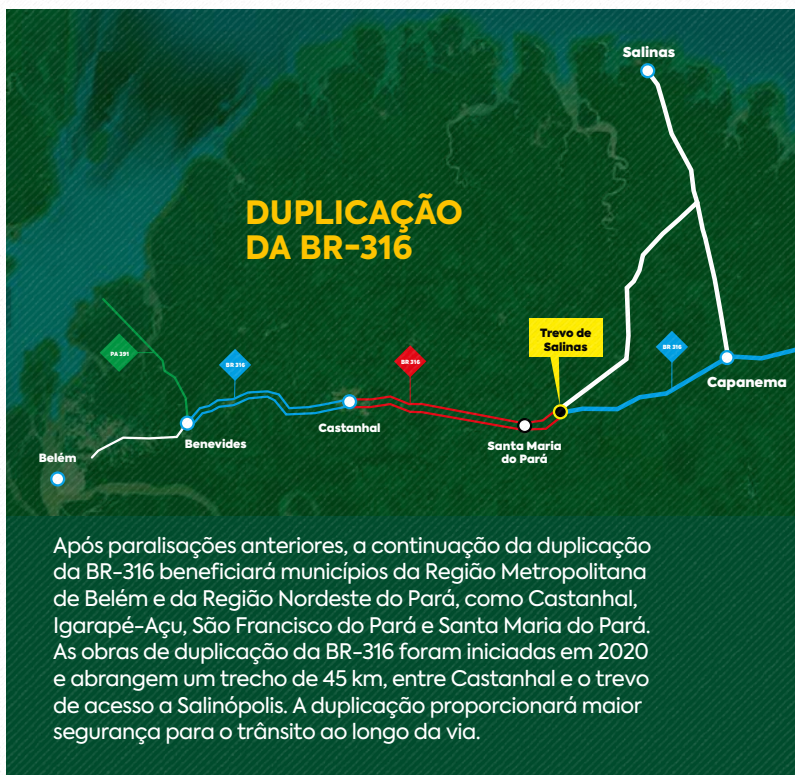 Salinas
DUPLICAÇÃO
DA BR-316
Trevo de
Salinas
PA 391
BR 316
BR 316
BR 316
Capanema
Castanhal
Benevides
Santa Maria
do Pará
Belém
Após paralisações anteriores, a continuação da duplicação
da BR-316 beneficiará municípios da Região Metropolitana
de Belém e da Região Nordeste do Pará, como Castanhal,
Igarapé-Açu, São Francisco do Pará e Santa Maria do Pará.
As obras de duplicação da BR-316 foram iniciadas em 2020
e abrangem um trecho de 45 km, entre Castanhal e o trevo
de acesso a Salinópolis. A duplicação proporcionará maior
segurança para o trânsito ao longo da via.